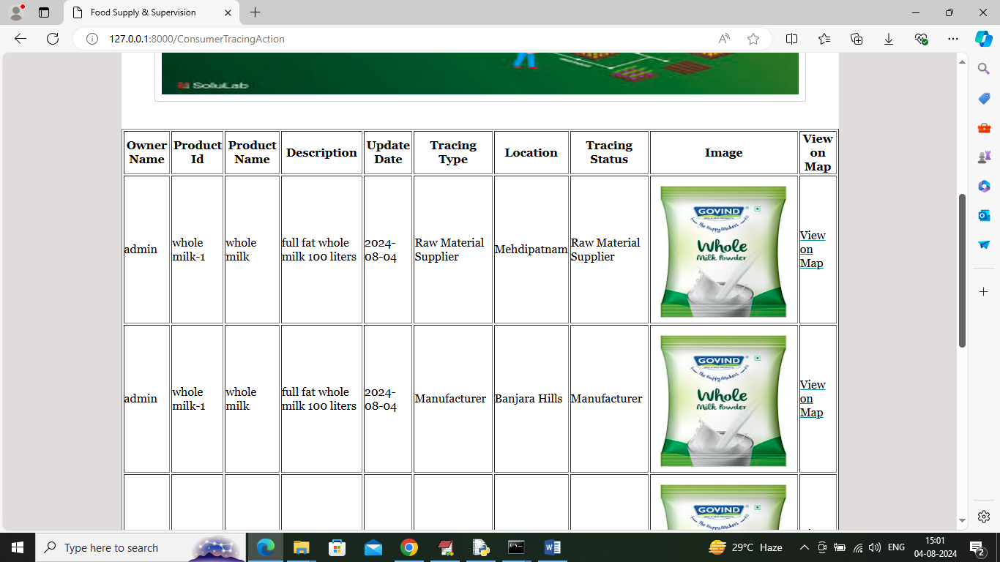 Food Supply & Supervision
127.0.0.1:8000/ConsumerTracingAction
SoluLab
Owner Name
Product Id
Product Name
Description
Update Date
Tracing Type
Location
Tracing Status
Image
View on Map
admin
whole milk-1
whole milk
full fat whole milk 100 liters
2024-08-04
Raw Material Supplier
Mehdipatnam
Raw Material Supplier
GOVIND
The Happy Makers
Whole
Milk Powder
View on Map
admin
whole milk-1
whole milk
full fat whole milk 100 liters
2024-08-04
Manufacturer
Banjara Hills
Manufacturer
GOVIND
The Happy Makers
Whole
Milk Powder
View on Map
GOVIND
The Happy Makers
Type here to search
29°C Haze
ENG
15:01
04-08-2024
2